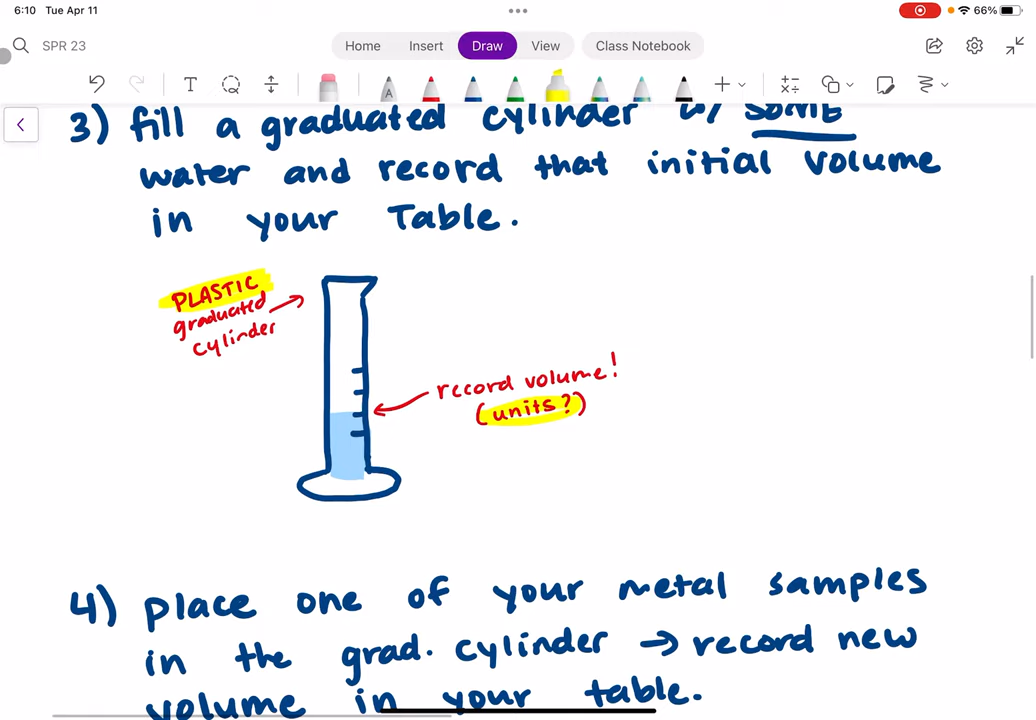 6:10 Tue Apr 11
66%
SPR 23
Home Insert Draw View Class Notebook
T
A
3) fill a graduated cylinder w/ SOME
water and record that initial volume
in your Table.
PLASTIC
graduated
cylinder
record volume!
(units?)
4) place one of your metal samples
in the grad. cylinder → record new
volume in your table.